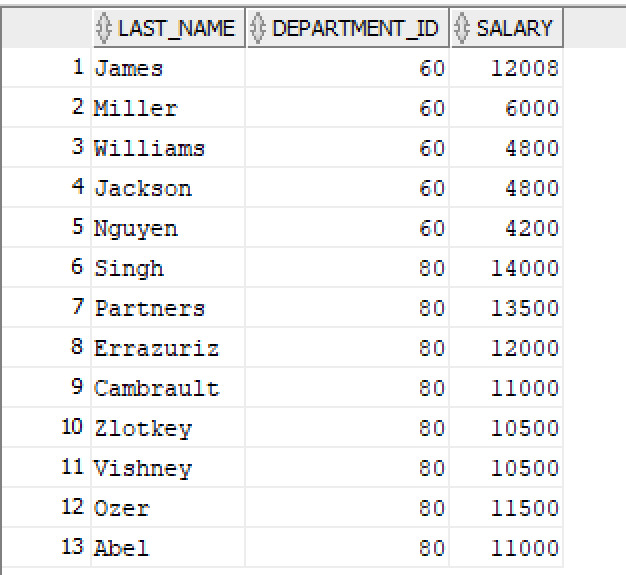 LAST_NAME DEPARTMENT_ID SALARY
1 James 60 12008
2 Miller 60 6000
3 Williams 60 4800
4 Jackson 60 4800
5 Nguyen 60 4200
6 Singh 80 14000
7 Partners 80 13500
8 Errazuriz 80 12000
9 Cambrault 80 11000
10 Zlotkey 80 10500
11 Vishney 80 10500
12 Ozer 80 11500
13 Abel 80 11000